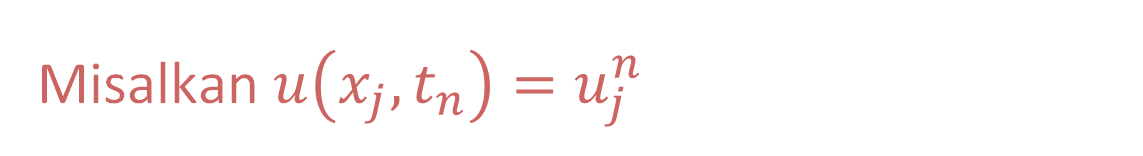 Misalkan $u(x_j, t_n) = u_j^n$